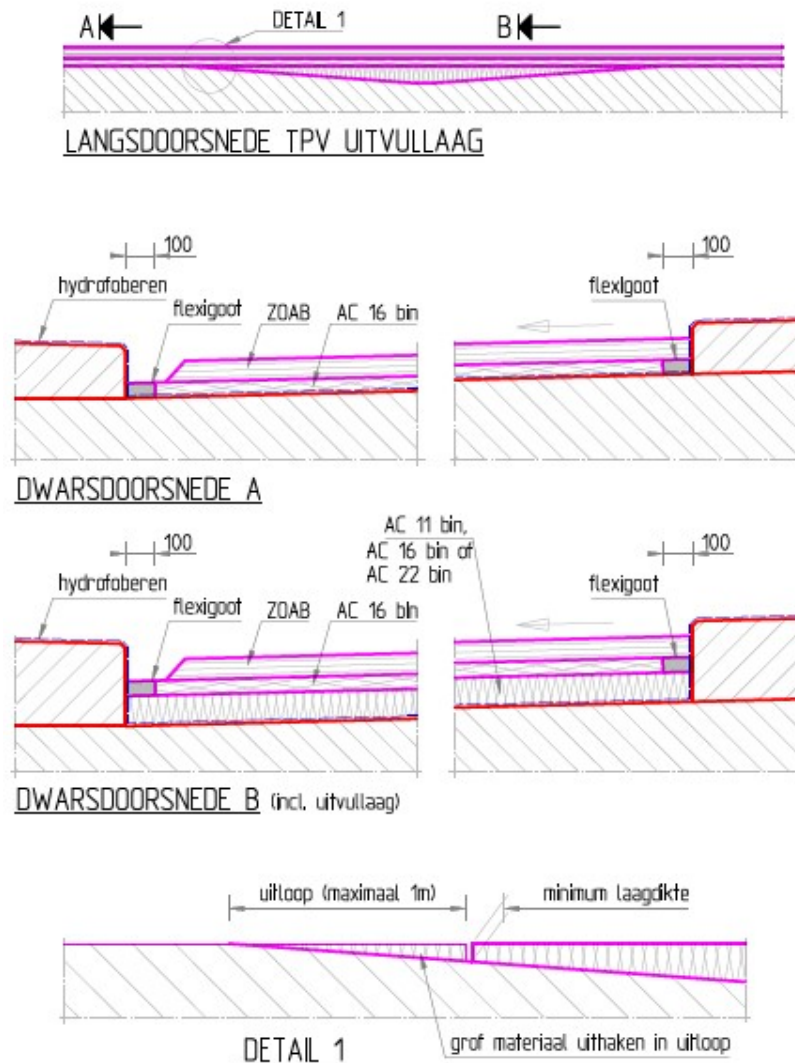 A B DETAIL 1
LANGSDOORSNEDE TPV UITVULLAAG
100 100
hydrofoberen
flexigoot ZOAB AC 16 bin flexigoot
DWARSDOORSNEDE A
AC 11 bin,
AC 16 bin of
AC 22 bin
100 100
hydrofoberen
flexigoot ZOAB AC 16 bin flexigoot
DWARSDOORSNEDE B (incl. uitvullaag)
uitloop (maximaal 1m) minimum laagdikte
grof materiaal uithaken in uitloop
DETAIL 1